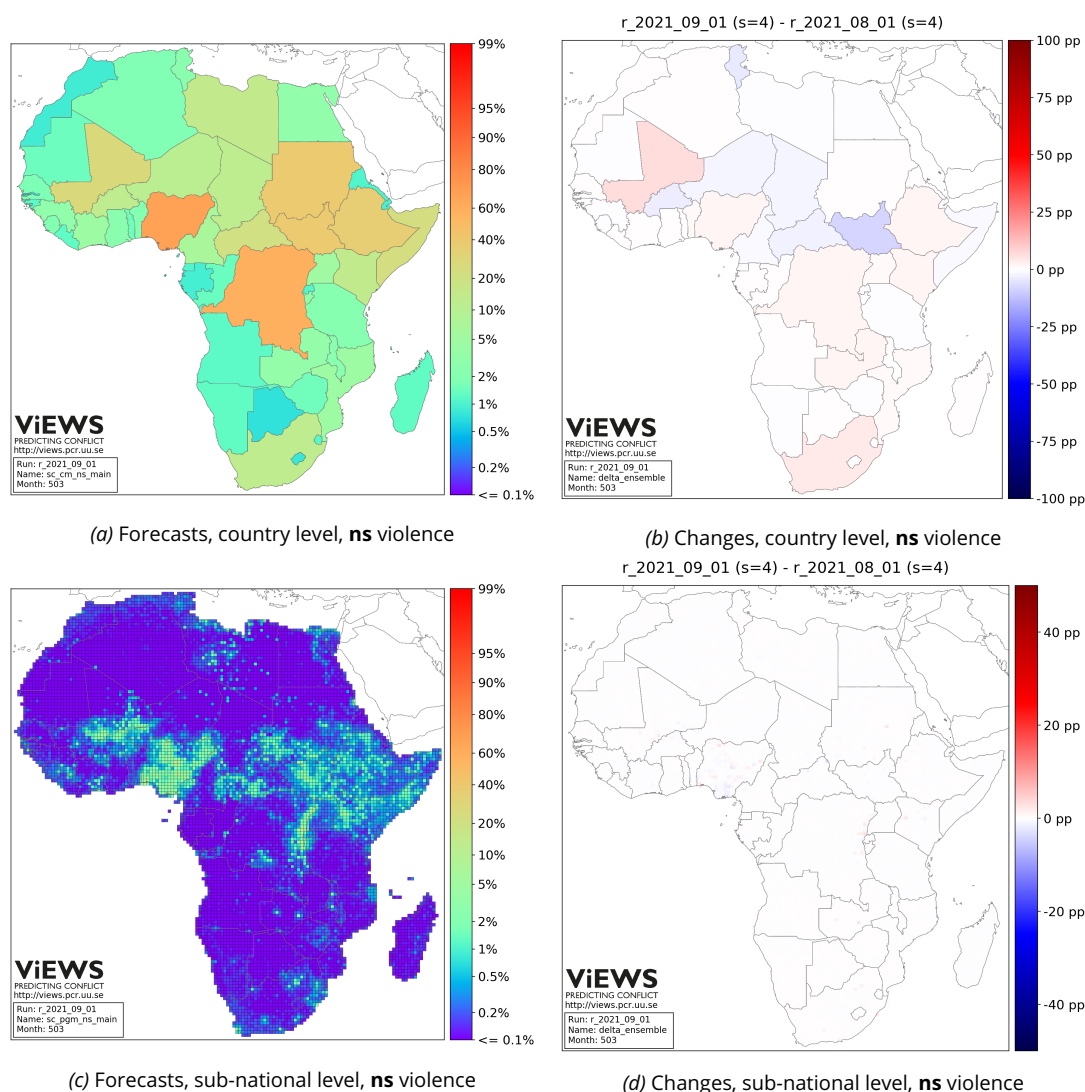 99%
95%
90%
80%
60%
40%
20%
10%
5%
2%
1%
0.5%
0.2%
<= 0.1%
ViEWS
PREDICTING CONFLICT
http://views.pcr.uu.se
Run: r_2021_09_01
Name: sc_cm_ns_main
Month: 503
(a) Forecasts, country level, ns violence
r_2021_09_01 (s=4) - r_2021_08_01 (s=4)
100 pp
75 pp
50 pp
25 pp
0 pp
-25 pp
-50 pp
-75 pp
-100 pp
ViEWS
PREDICTING CONFLICT
http://views.pcr.uu.se
Run: r_2021_09_01
Name: delta_ensemble
Month: 503
(b) Changes, country level, ns violence
99%
95%
90%
80%
60%
40%
20%
10%
5%
2%
1%
0.5%
0.2%
<= 0.1%
ViEWS
PREDICTING CONFLICT
http://views.pcr.uu.se
Run: r_2021_09_01
Name: sc_pgm_ns_main
Month: 503
(c) Forecasts, sub-national level, ns violence
r_2021_09_01 (s=4) - r_2021_08_01 (s=4)
40 pp
20 pp
0 pp
-20 pp
-40 pp
ViEWS
PREDICTING CONFLICT
http://views.pcr.uu.se
Run: r_2021_09_01
Name: delta_ensemble
Month: 503
(d) Changes, sub-national level, ns violence